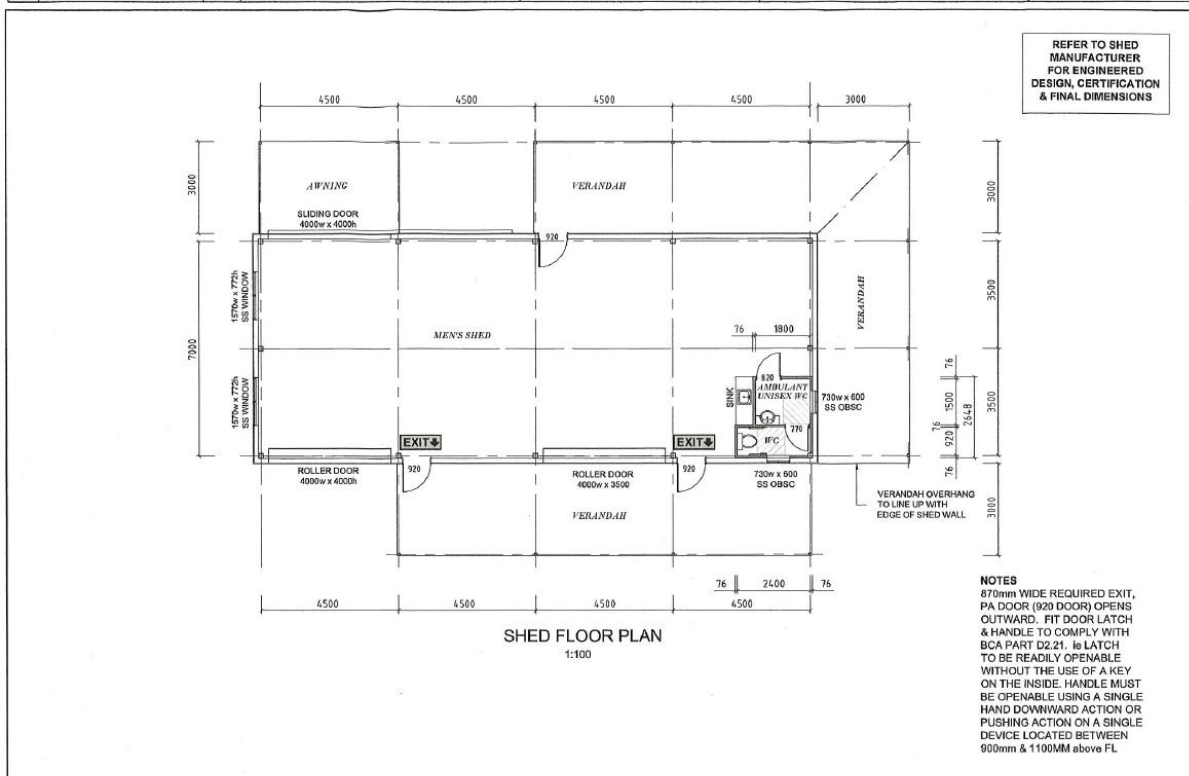 REFER TO SHED
MANUFACTURER
FOR ENGINEERED
DESIGN, CERTIFICATION
& FINAL DIMENSIONS
4500
4500
4500
4500
3000
3000
AWNING
VERANDAH
3000
SLIDING DOOR
4000w x 4000h
920
1570w x 772h
SS WINDOW
7000
MEN'S SHED
VERANDAH
3500
76
1800
1570w x 772h
SS WINDOW
SINK
820
AMBULANT
UNISEX WC
770
730w x 600
SS OBSC
3500
76
1500
2648
76
920
76
EXIT
EXIT
ROLLER DOOR
4000w x 4000h
920
ROLLER DOOR
4000w x 3500
920
730w x 600
SS OBSC
VERANDAH
VERANDAH OVERHANG
TO LINE UP WITH
EDGE OF SHED WALL
3000
76
2400
76
4500
4500
4500
4500
SHED FLOOR PLAN
1:100
NOTES
870mm WIDE REQUIRED EXIT,
PA DOOR (920 DOOR) OPENS
OUTWARD. FIT DOOR LATCH
& HANDLE TO COMPLY WITH
BCA PART D2.21. ie LATCH
TO BE READILY OPENABLE
WITHOUT THE USE OF A KEY
ON THE INSIDE. HANDLE MUST
BE OPENABLE USING A SINGLE
HAND DOWNWARD ACTION OR
PUSHING ACTION ON A SINGLE
DEVICE LOCATED BETWEEN
900mm & 1100MM above FL